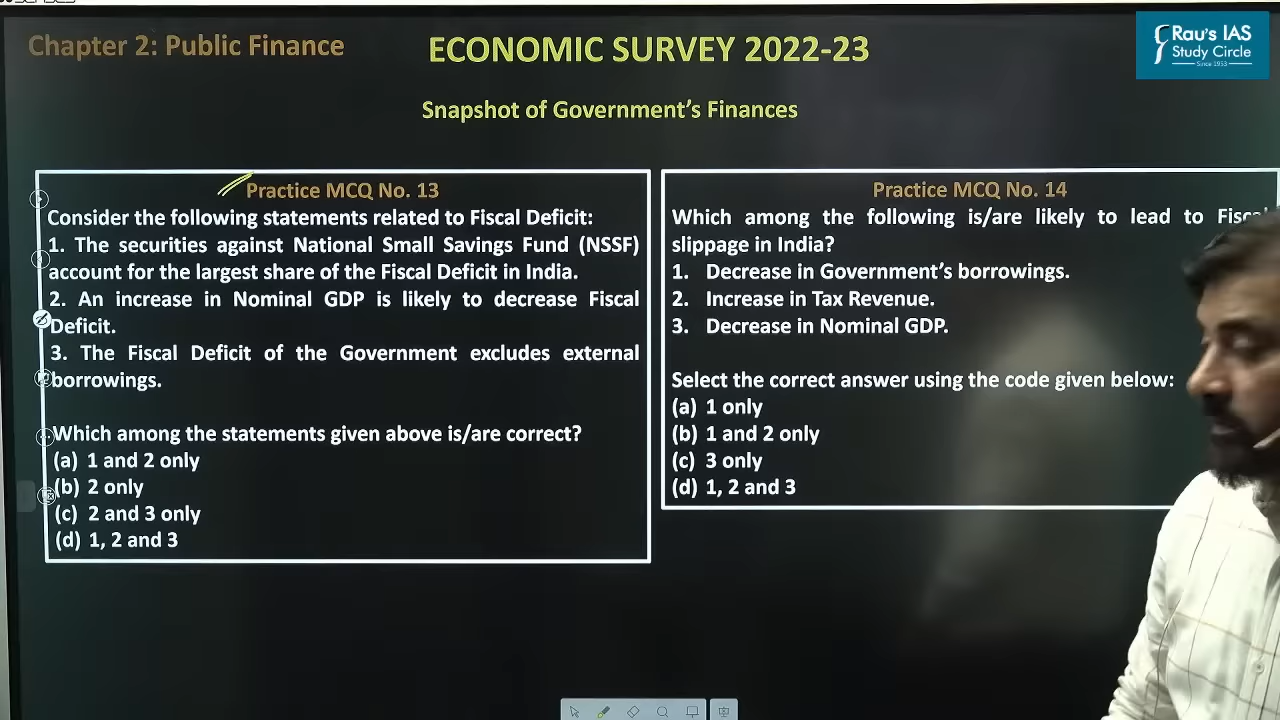 Chapter 2: Public Finance
ECONOMIC SURVEY 2022-23
Rau's IAS
Study Circle
Since 1953
Snapshot of Government's Finances
Practice MCQ No. 13
Consider the following statements related to Fiscal Deficit:
1. The securities against National Small Savings Fund (NSSF)
account for the largest share of the Fiscal Deficit in India.
2. An increase in Nominal GDP is likely to decrease Fiscal
Deficit.
3. The Fiscal Deficit of the Government excludes external
borrowings.
Which among the statements given above is/are correct?
(a) 1 and 2 only
(b) 2 only
(c) 2 and 3 only
(d) 1, 2 and 3
Practice MCQ No. 14
Which among the following is/are likely to lead to Fiscal
slippage in India?
1. Decrease in Government's borrowings.
2. Increase in Tax Revenue.
3. Decrease in Nominal GDP.
Select the correct answer using the code given below:
(a) 1 only
(b) 1 and 2 only
(c) 3 only
(d) 1, 2 and 3